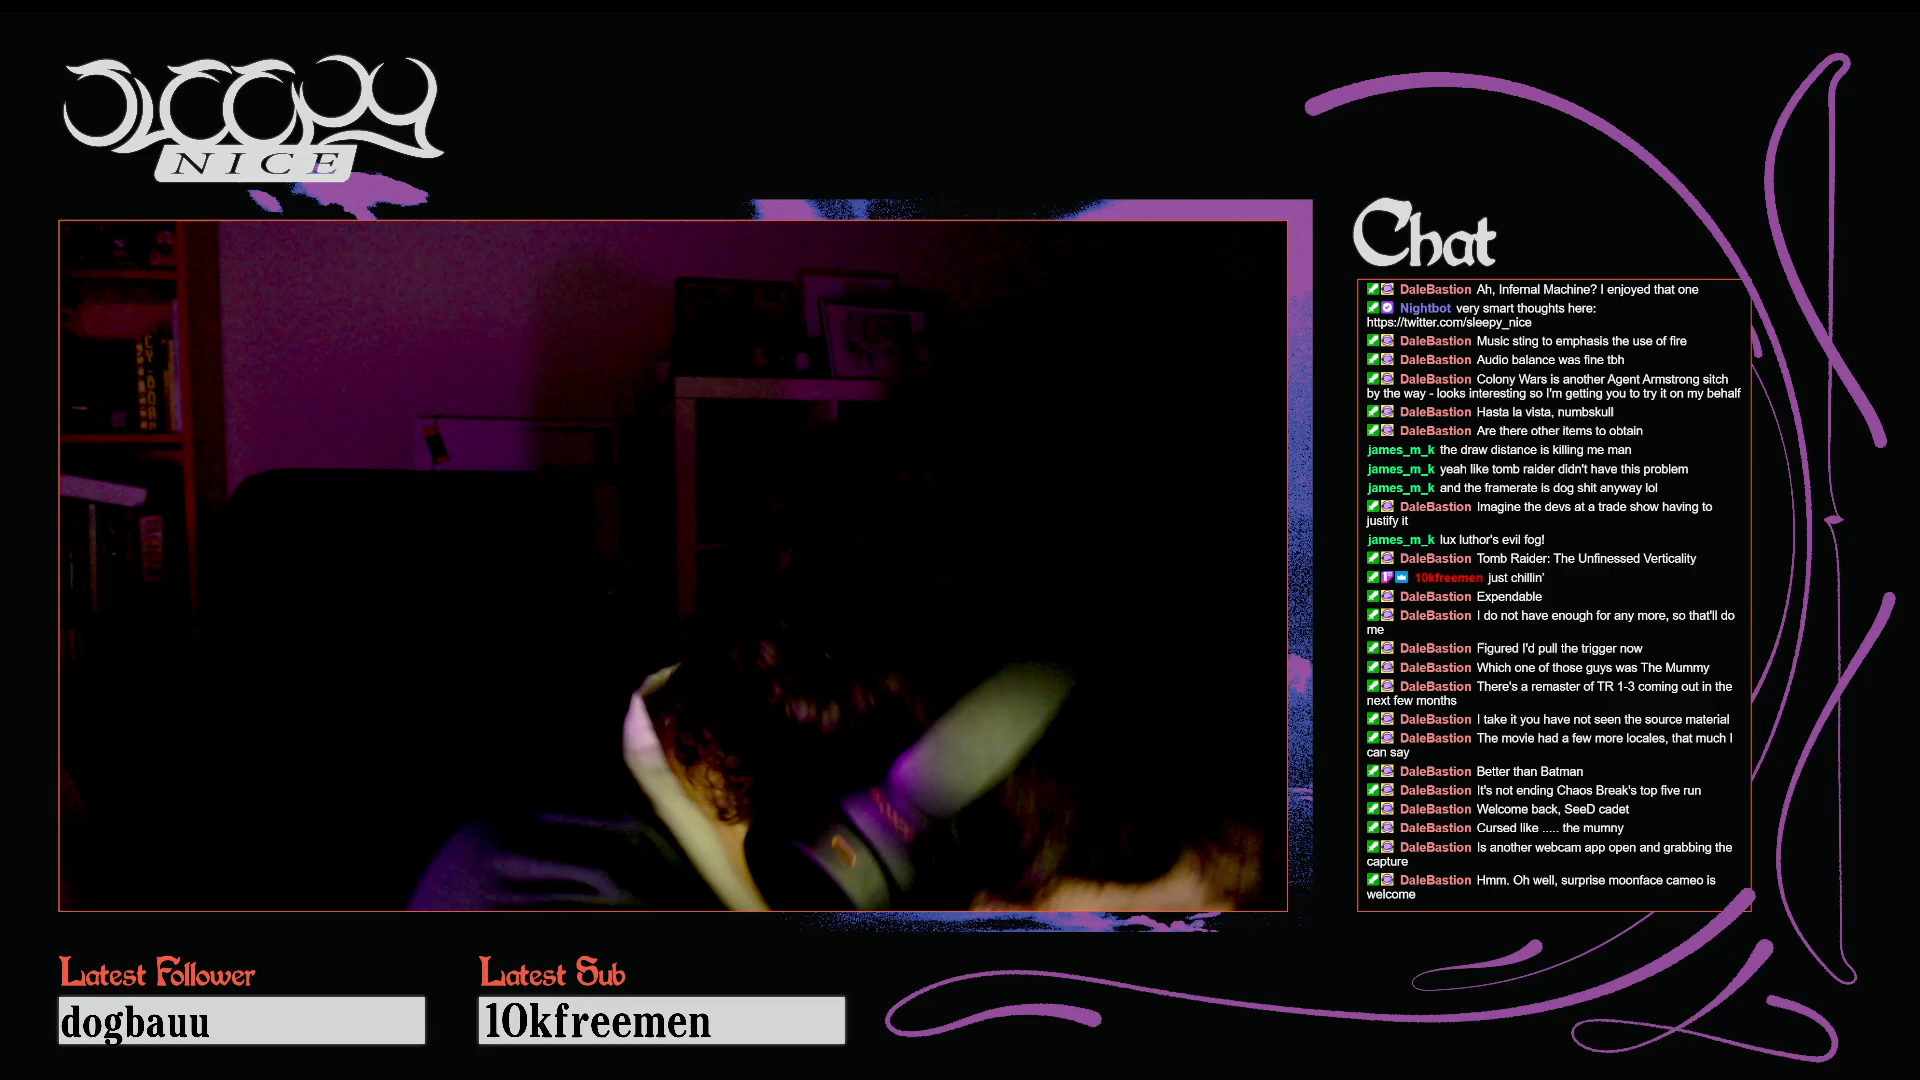 SLEEPY
NICE
Chat
DaleBastion Ah, Infernal Machine? I enjoyed that one
Nightbot very smart thoughts here:
https://twitter.com/sleepy_nice
DaleBastion Music sting to emphasis the use of fire
DaleBastion Audio balance was fine tbh
DaleBastion Colony Wars is another Agent Armstrong sitch
by the way - looks interesting so I'm getting you to try it on my behalf
DaleBastion Hasta la vista, numbskull
DaleBastion Are there other items to obtain
james_m_k the draw distance is killing me man
james_m_k yeah like tomb raider didn't have this problem
james_m_k and the framerate is dog shit anyway lol
DaleBastion Imagine the devs at a trade show having to
justify it
james_m_k lux luthor's evil fog!
DaleBastion Tomb Raider: The Unfinessed Verticality
10kfreemen just chillin'
DaleBastion Expendable
DaleBastion I do not have enough for any more, so that'll do
me
DaleBastion Figured I'd pull the trigger now
DaleBastion Which one of those guys was The Mummy
DaleBastion There's a remaster of TR 1-3 coming out in the
next few months
DaleBastion I take it you have not seen the source material
DaleBastion The movie had a few more locales, that much I
can say
DaleBastion Better than Batman
DaleBastion It's not ending Chaos Break's top five run
DaleBastion Welcome back, SeeD cadet
DaleBastion Cursed like ..... the mumny
DaleBastion Is another webcam app open and grabbing the
capture
DaleBastion Hmm. Oh well, surprise moonface cameo is
welcome
Latest Follower
dogbauu
Latest Sub
10kfreemen